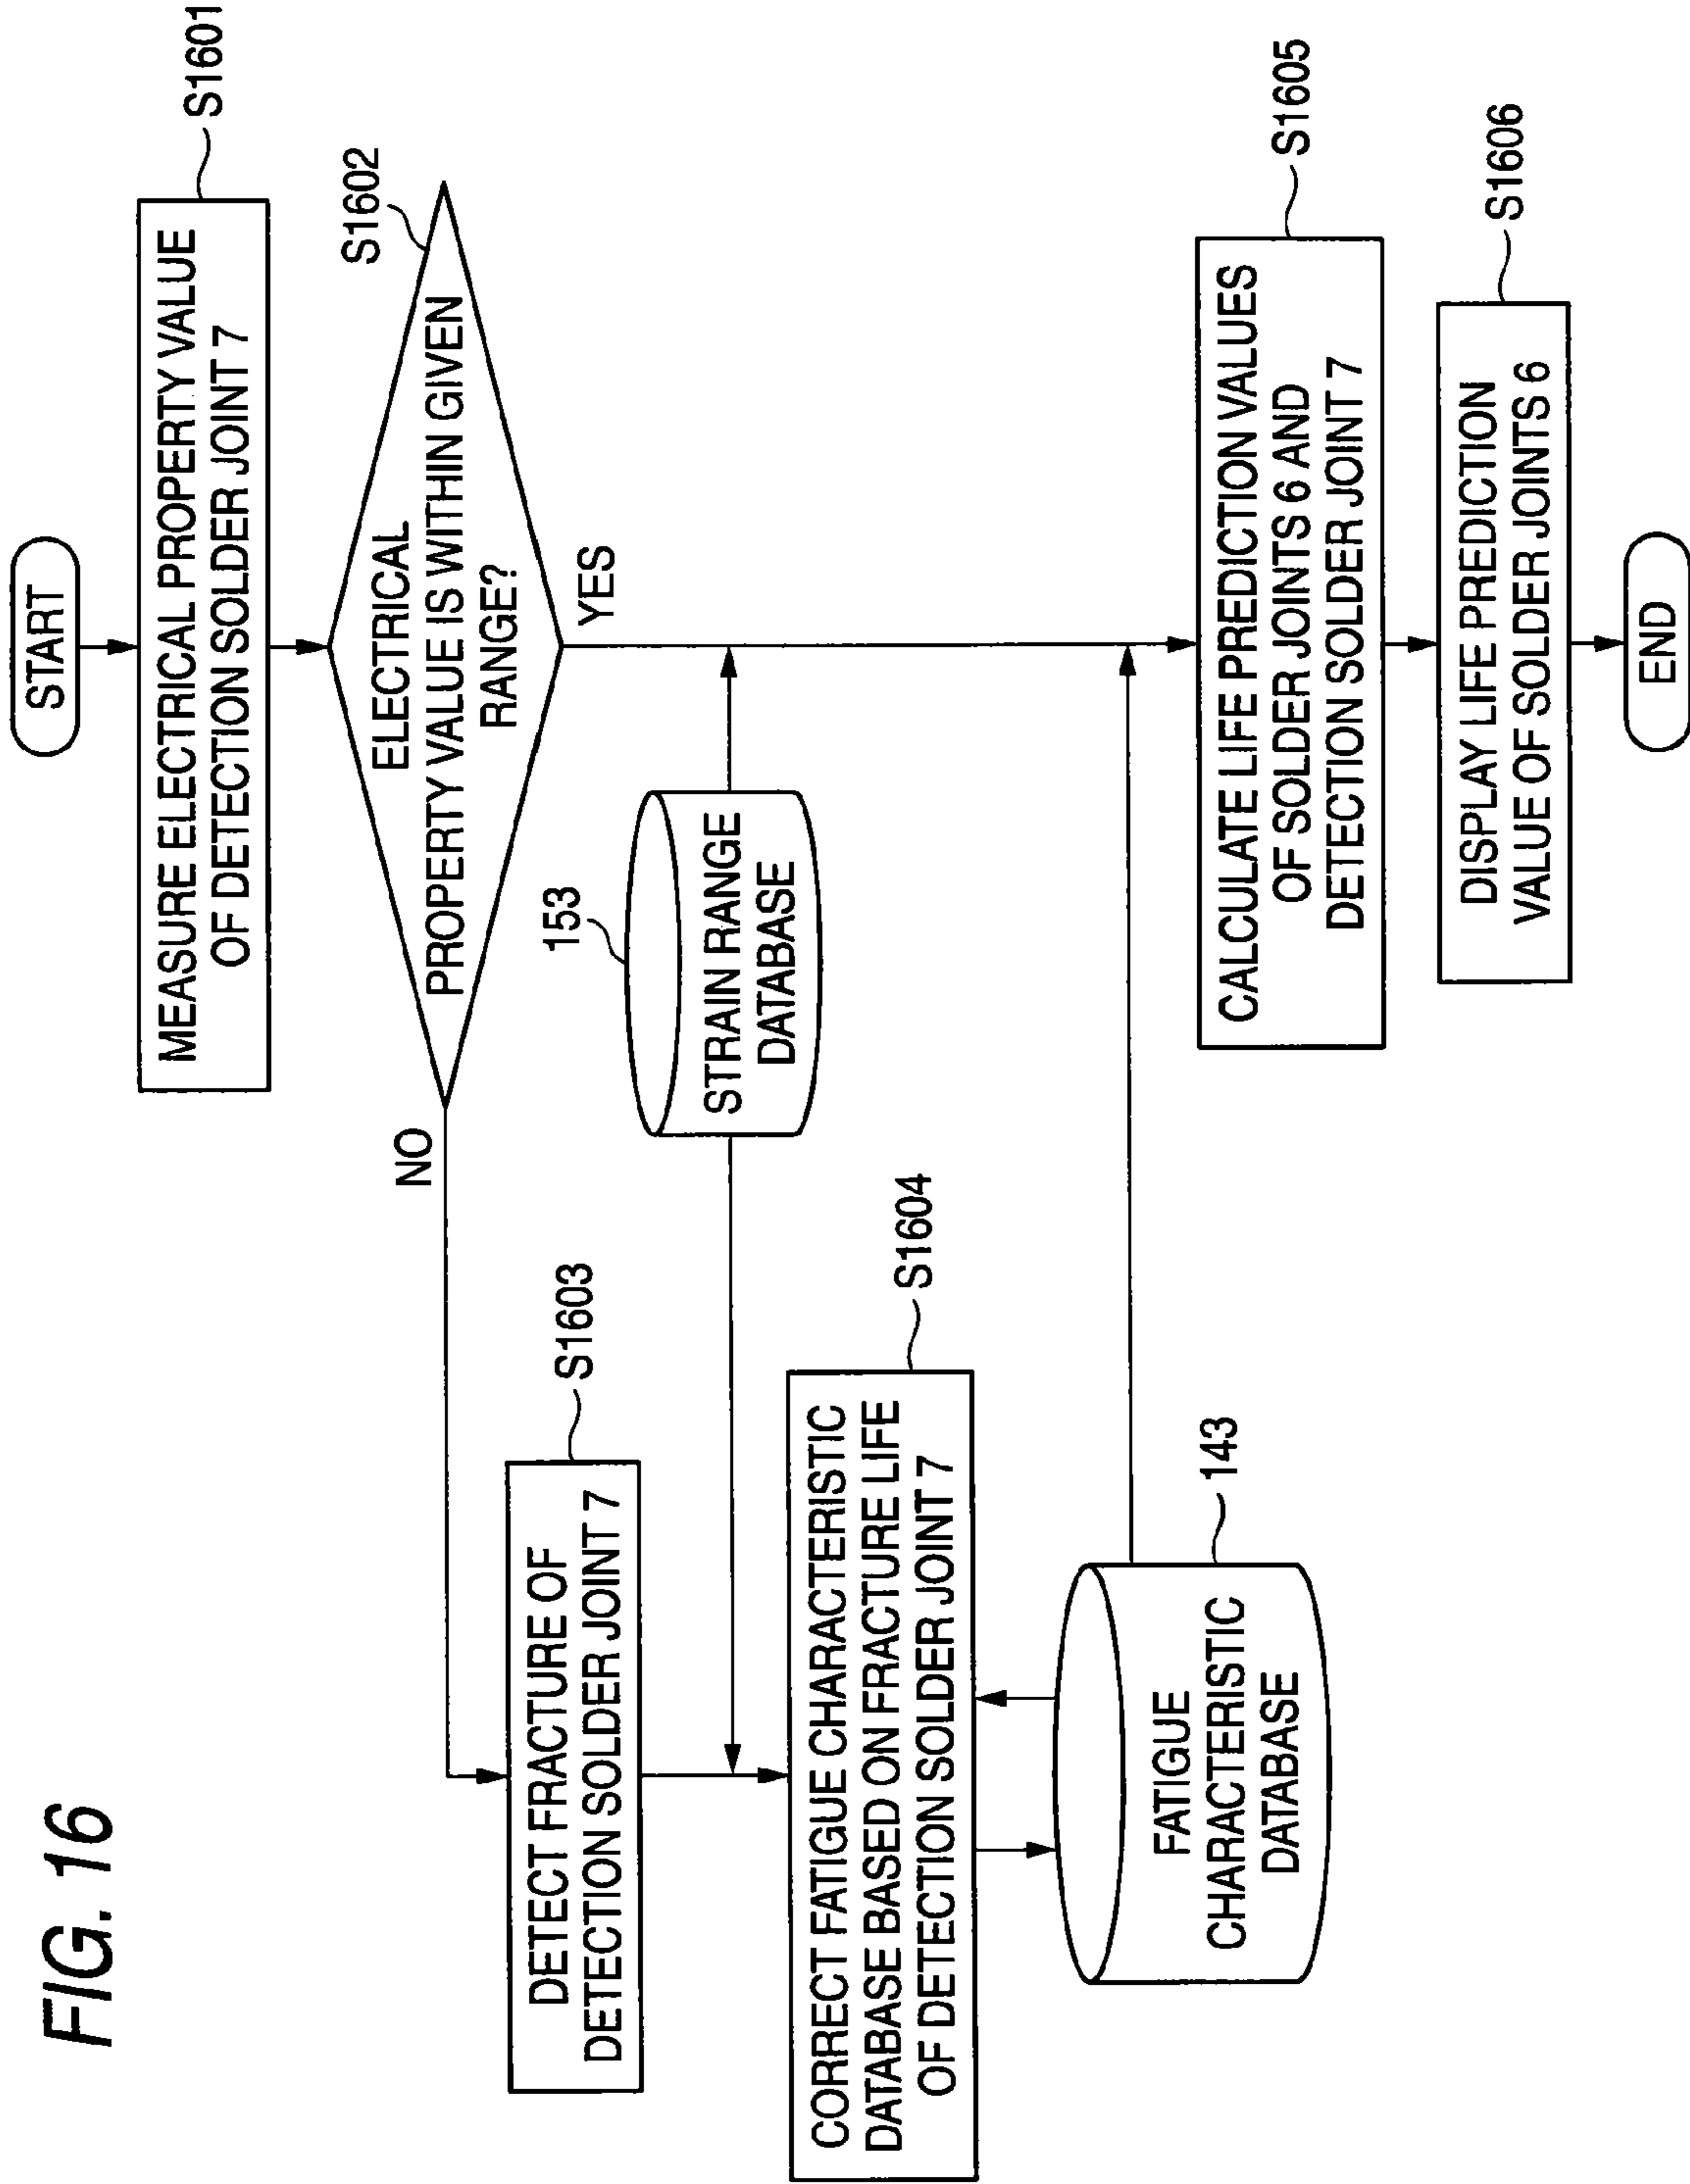 FIG. 16
START
MEASURE ELECTRICAL PROPERTY VALUE
OF DETECTION SOLDER JOINT 7
S1601
ELECTRICAL
PROPERTY VALUE IS WITHIN GIVEN
RANGE?
S1602
NO
YES
DETECT FRACTURE OF
DETECTION SOLDER JOINT 7
S1603
153
STRAIN RANGE
DATABASE
CORRECT FATIGUE CHARACTERISTIC
DATABASE BASED ON FRACTURE LIFE
OF DETECTION SOLDER JOINT 7
S1604
FATIGUE
CHARACTERISTIC
DATABASE
143
CALCULATE LIFE PREDICTION VALUES
OF SOLDER JOINTS 6 AND
DETECTION SOLDER JOINT 7
S1605
DISPLAY LIFE PREDICTION
VALUE OF SOLDER JOINTS 6
S1606
END